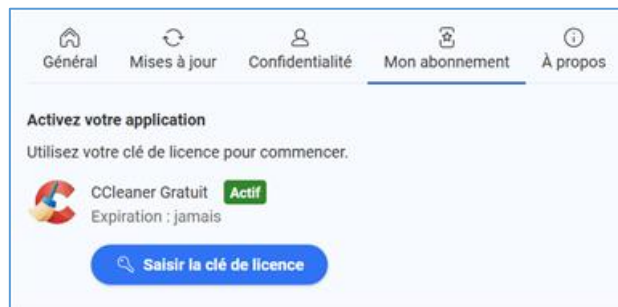 Général
Mises à jour
Confidentialité
Mon abonnement
À propos
Activez votre application
Utilisez votre clé de licence pour commencer.
CCleaner Gratuit Actif
Expiration : jamais
Saisir la clé de licence